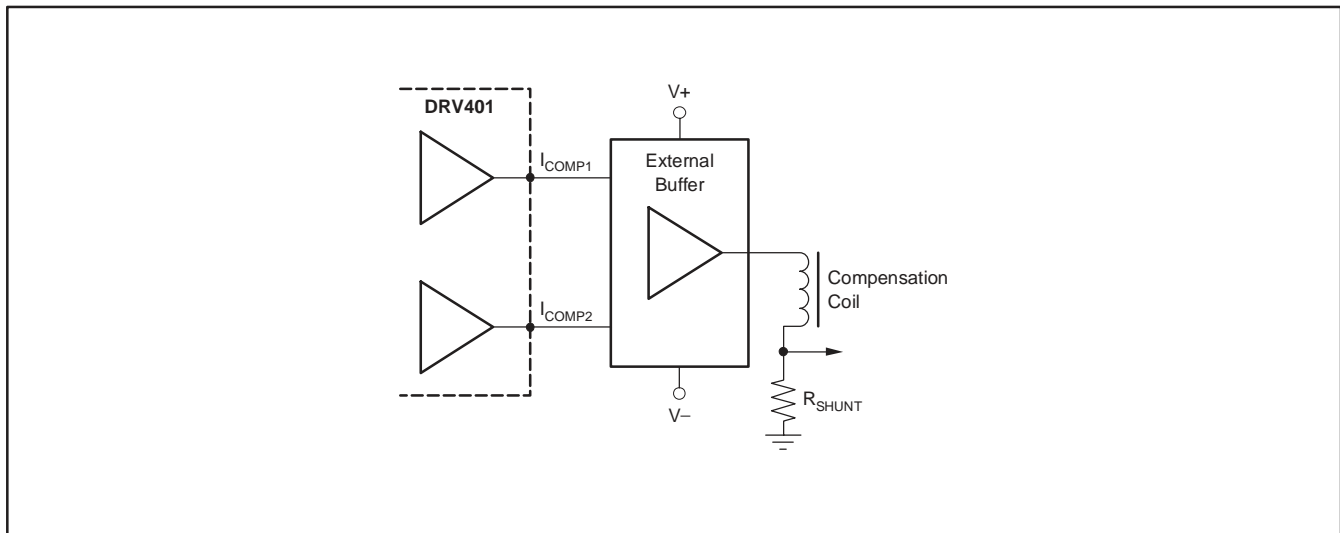 DRV401
V+
I_COMP1
External
Buffer
Compensation
Coil
I_COMP2
R_SHUNT
V−